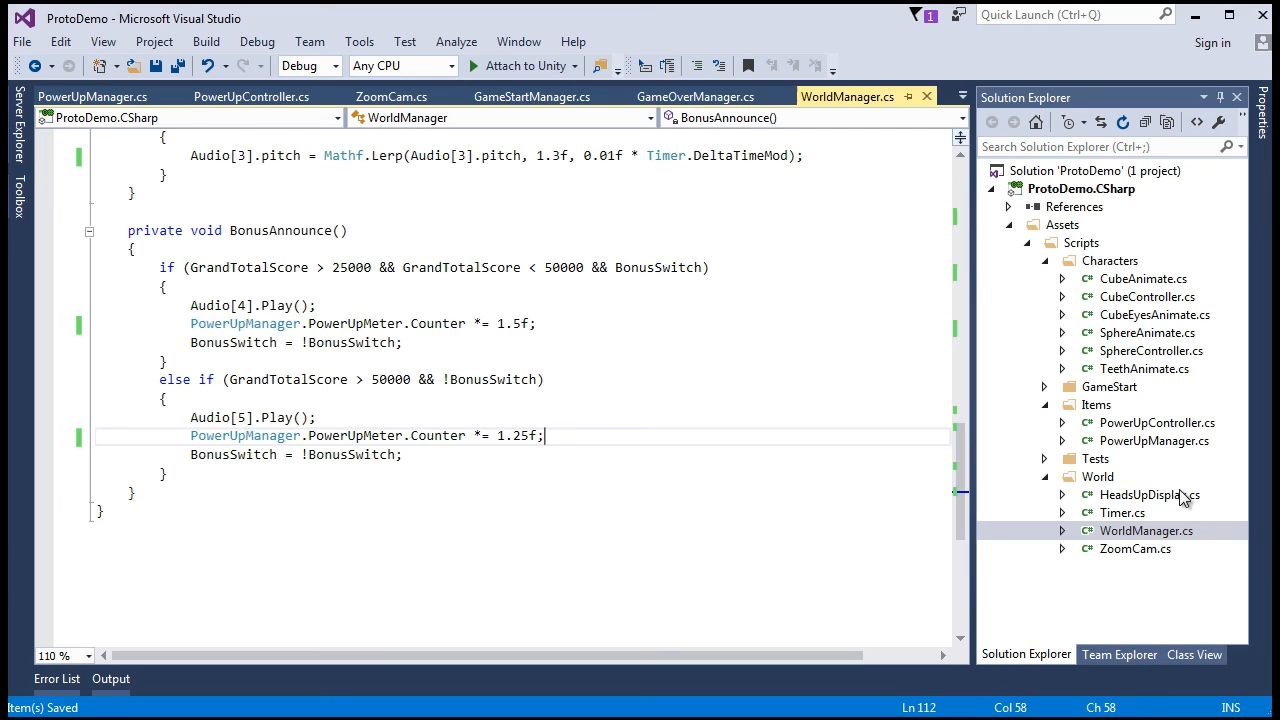 ProtoDemo - Microsoft Visual Studio
1
Quick Launch (Ctrl+Q)
File Edit View Project Build Debug Team Tools Test Analyze Window Help
Sign in
Debug Any CPU Attach to Unity
Server Explorer
Toolbox
PowerUpManager.cs PowerUpController.cs ZoomCam.cs GameStartManager.cs GameOverManager.cs WorldManager.cs
ProtoDemo.CSharp WorldManager BonusAnnounce()
{
Audio[3].pitch = Mathf.Lerp(Audio[3].pitch, 1.3f, 0.01f * Timer.DeltaTimeMod);
}
}
private void BonusAnnounce()
{
if (GrandTotalScore > 25000 && GrandTotalScore < 50000 && BonusSwitch)
{
Audio[4].Play();
PowerUpManager.PowerUpMeter.Counter *= 1.5f;
BonusSwitch = !BonusSwitch;
}
else if (GrandTotalScore > 50000 && !BonusSwitch)
{
Audio[5].Play();
PowerUpManager.PowerUpMeter.Counter *= 1.25f;
BonusSwitch = !BonusSwitch;
}
}
}
110 %
Solution Explorer
Search Solution Explorer (Ctrl+;)
Solution 'ProtoDemo' (1 project)
ProtoDemo.CSharp
References
Assets
Scripts
Characters
C# CubeAnimate.cs
C# CubeController.cs
C# CubeEyesAnimate.cs
C# SphereAnimate.cs
C# SphereController.cs
C# TeethAnimate.cs
GameStart
Items
C# PowerUpController.cs
C# PowerUpManager.cs
Tests
World
C# HeadsUpDisplay.cs
C# Timer.cs
C# WorldManager.cs
C# ZoomCam.cs
Solution Explorer Team Explorer Class View
Properties
Error List Output
Item(s) Saved Ln 112 Col 58 Ch 58 INS